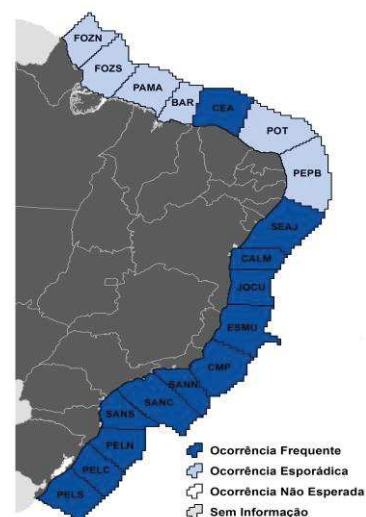 FOZN
FOZS
PAMA
BAR
CEA
POT
PEPB
SEAJ
CALM
JOCU
ESMU
CMP
SANN
SANC
SANS
PELN
PELC
PELS
Ocorrência Frequente
Ocorrência Esporádica
Ocorrência Não Esperada
Sem Informação